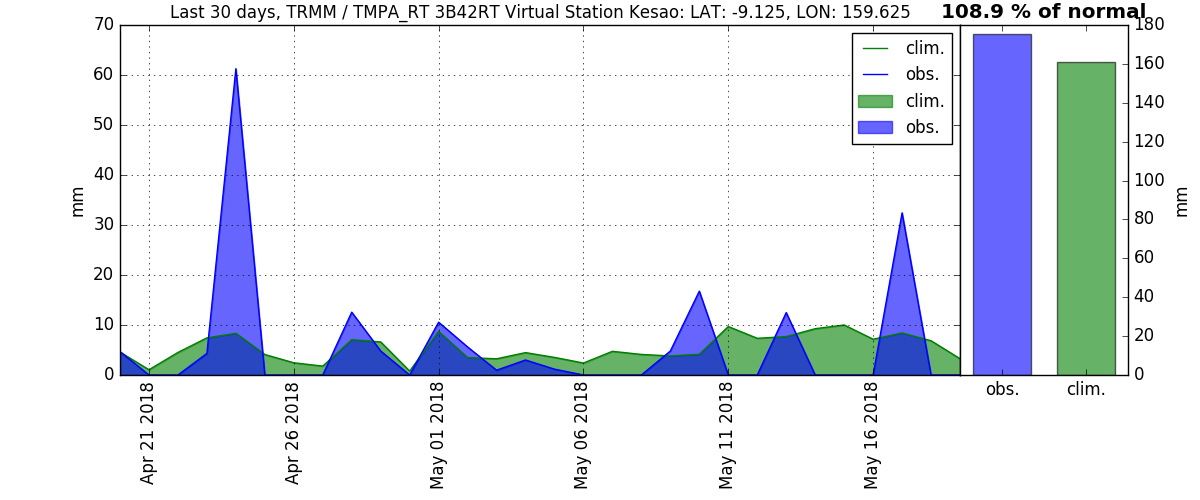 Last 30 days, TRMM / TMPA_RT 3B42RT Virtual Station Kesao: LAT: -9.125, LON: 159.625
108.9 % of normal
70
60
50
40
30
20
10
0
mm
clim.
obs.
clim.
obs.
180
160
140
120
100
80
60
40
20
0
mm
obs.
clim.
Apr 21 2018
Apr 26 2018
May 01 2018
May 06 2018
May 11 2018
May 16 2018